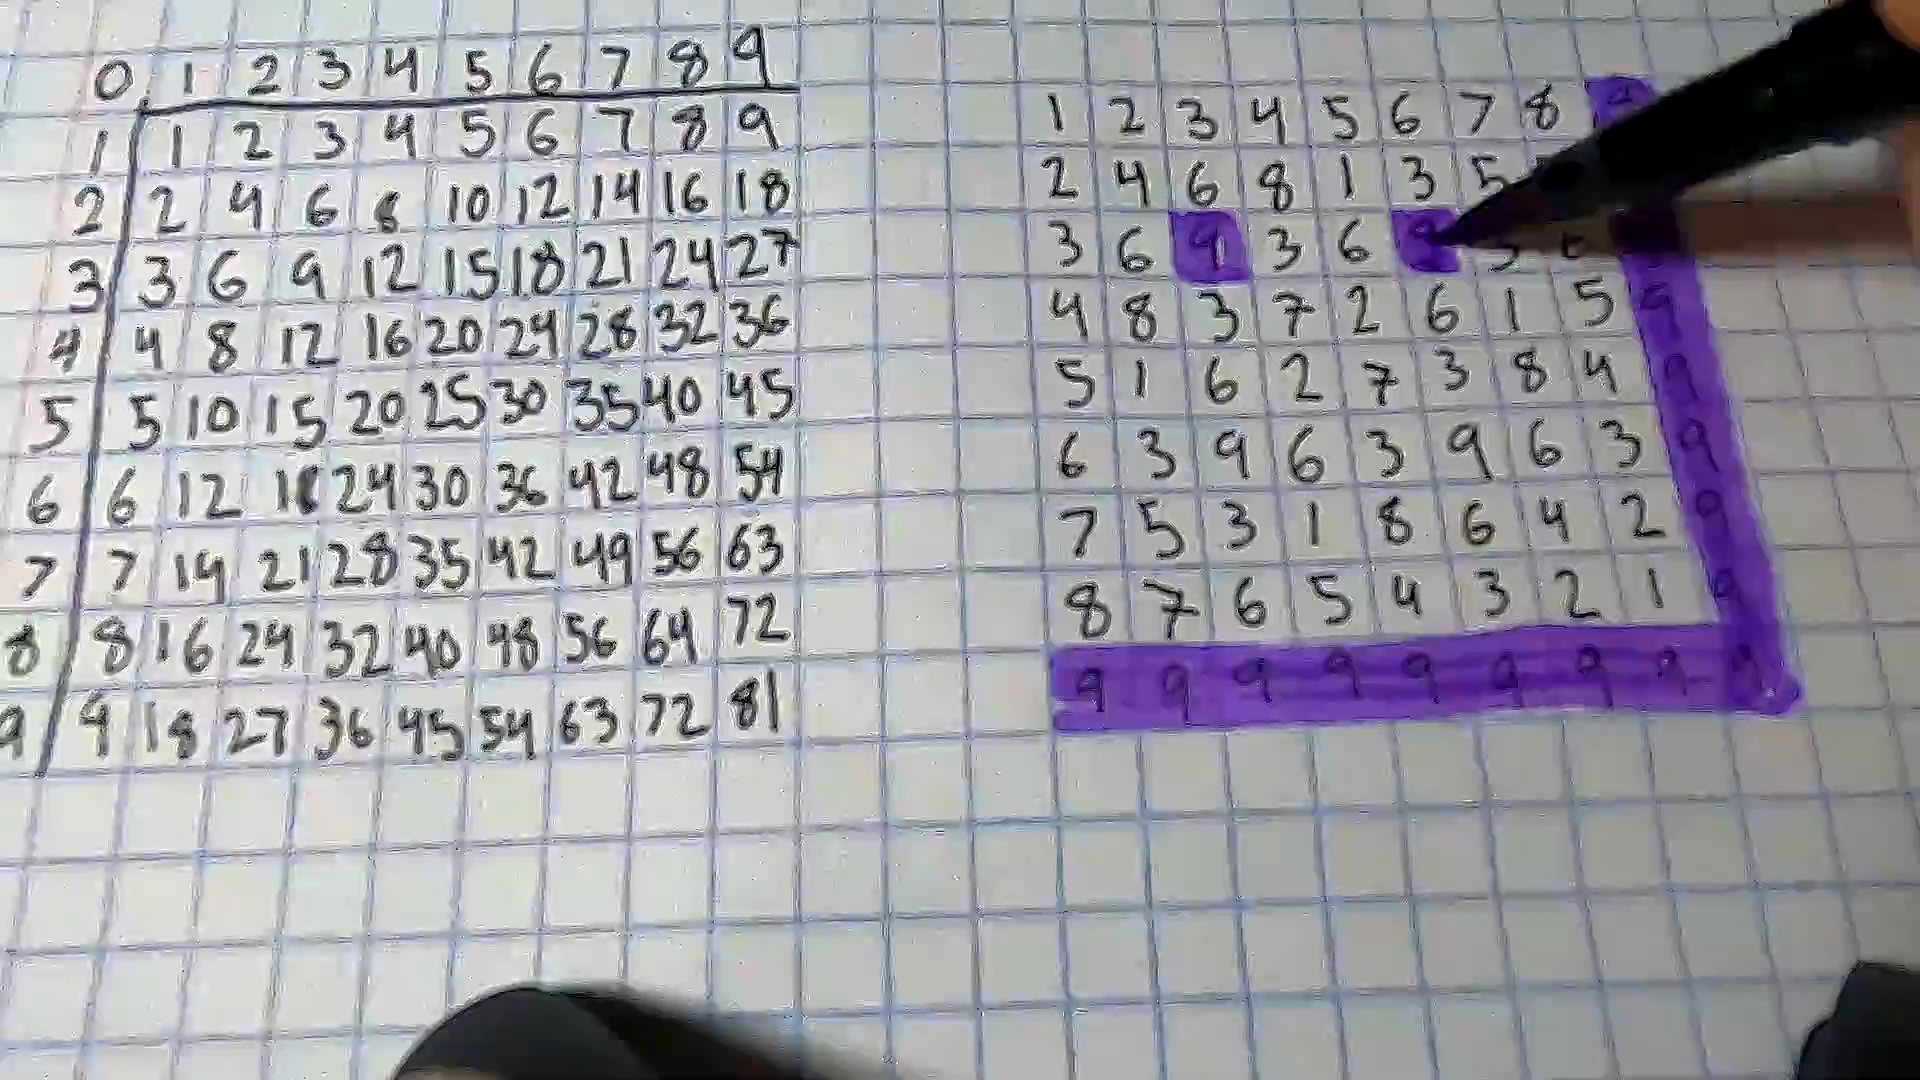 0 1 2 3 4 5 6 7 8 9
1 1 2 3 4 5 6 7 8 9
2 2 4 6 8 10 12 14 16 18
3 3 6 9 12 15 18 21 24 27
4 4 8 12 16 20 24 28 32 36
5 5 10 15 20 25 30 35 40 45
6 6 12 18 24 30 36 42 48 54
7 7 14 21 28 35 42 49 56 63
8 8 16 24 32 40 48 56 64 72
9 9 18 27 36 45 54 63 72 81
1 2 3 4 5 6 7 8
2 4 6 8 1 3 5
3 6 9 3 6 9 3
4 8 3 7 2 6 1 5 9
5 1 6 2 7 3 8 4 9
6 3 9 6 3 9 6 3 9
7 5 3 1 8 6 4 2 9
8 7 6 5 4 3 2 1 9
9 9 9 9 9 9 9 9 9